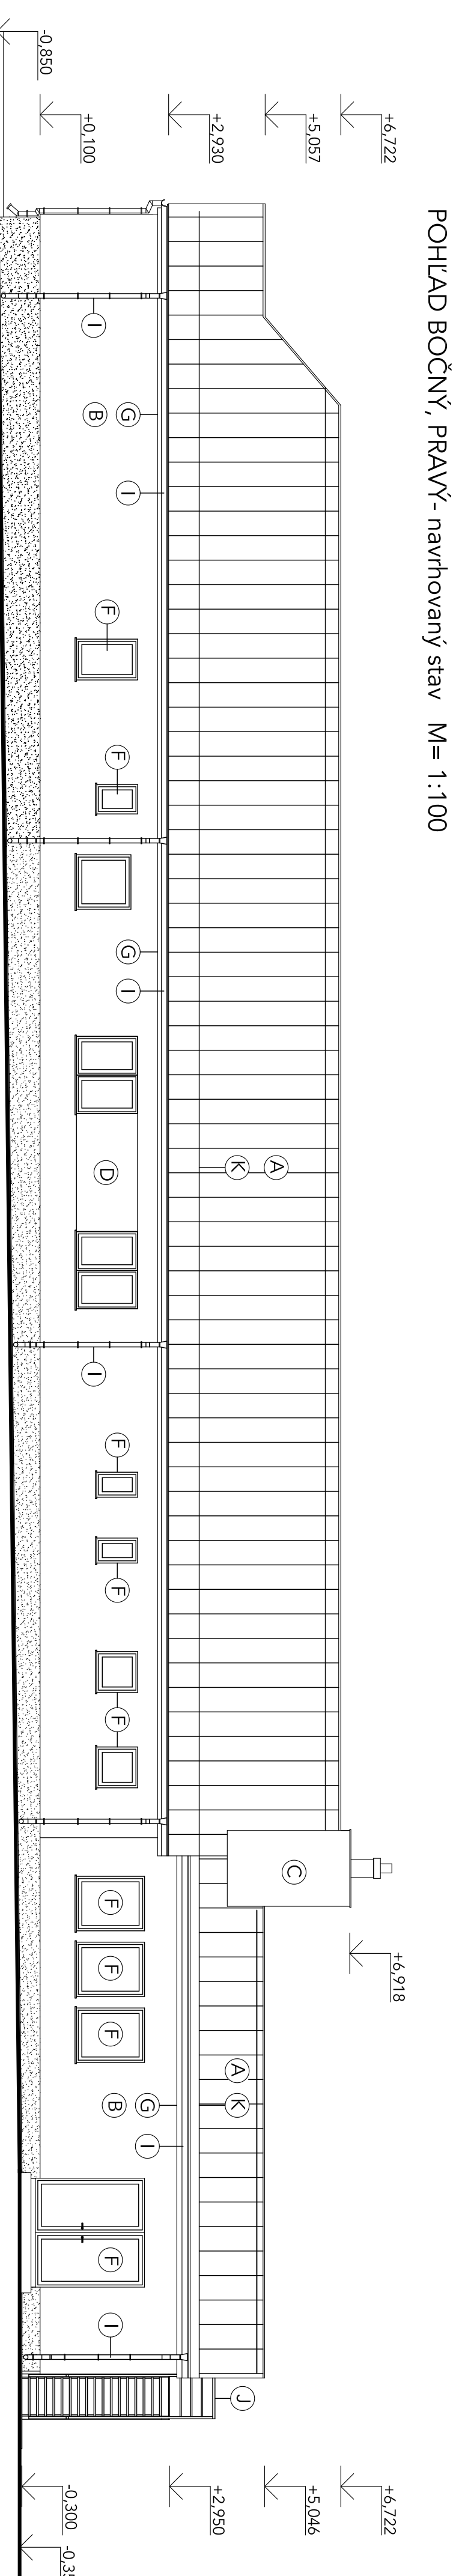 POHĽAD BOČNÝ, PRAVÝ- navrhovaný stav M= 1:100
+6,722
+5,057
+2,930
+0,100
-0,850
+6,918
+6,722
+5,046
+2,950
-0,300
A
K
C
A
K
J
I
G
B
I
F
F
G
I
D
I
F
F
F
F
F
F
G
B
I
F
I